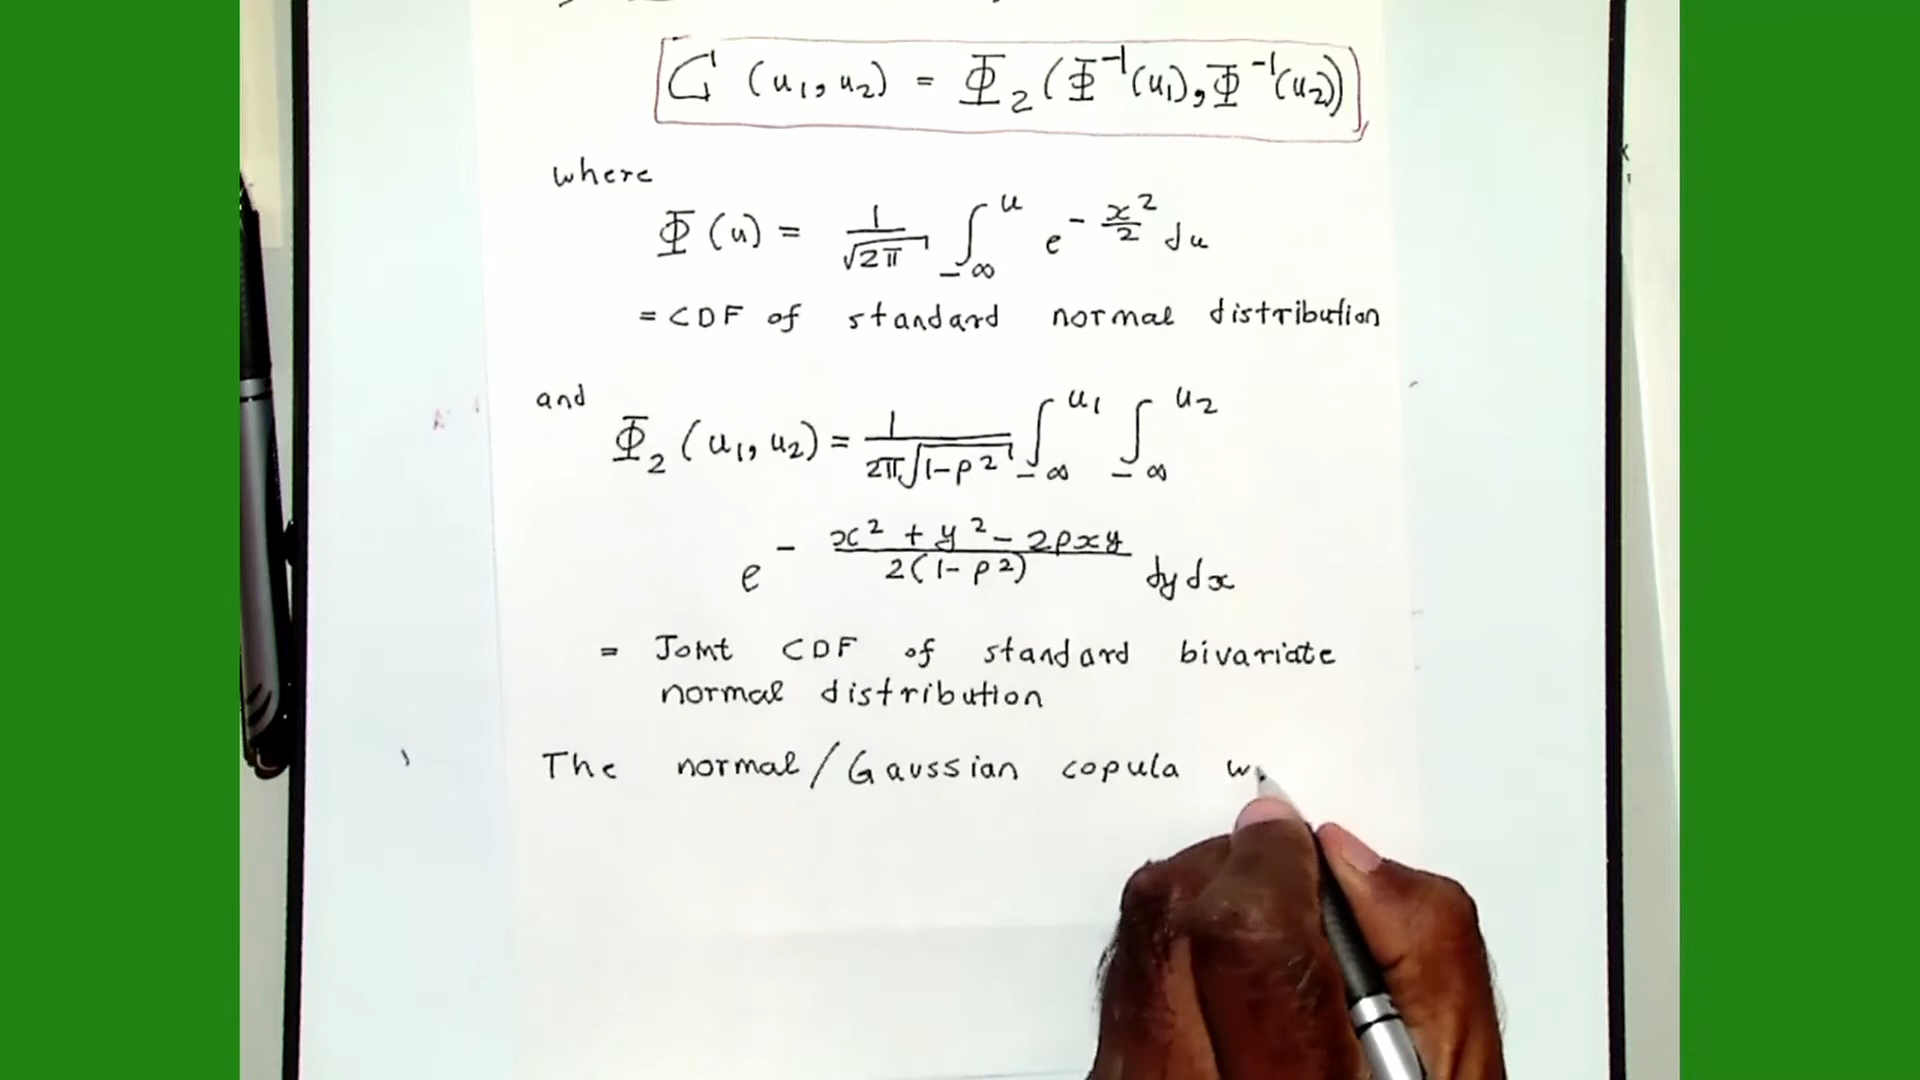 C (u₁, u₂) = Φ₂ (Φ⁻¹(u₁), Φ⁻¹(u₂))
where
Φ (u) = 1/√2π ∫_{-∞}^{u} e^{-x²/2} du
= CDF of standard normal distribution
and
Φ₂ (u₁, u₂) = 1/2π√1-ρ² ∫_{-∞}^{u₁} ∫_{-∞}^{u₂}
e^{- x² + y² - 2ρxy / 2(1-ρ²)} dy dx
= Joint CDF of standard bivariate
normal distribution
The normal/Gaussian copula